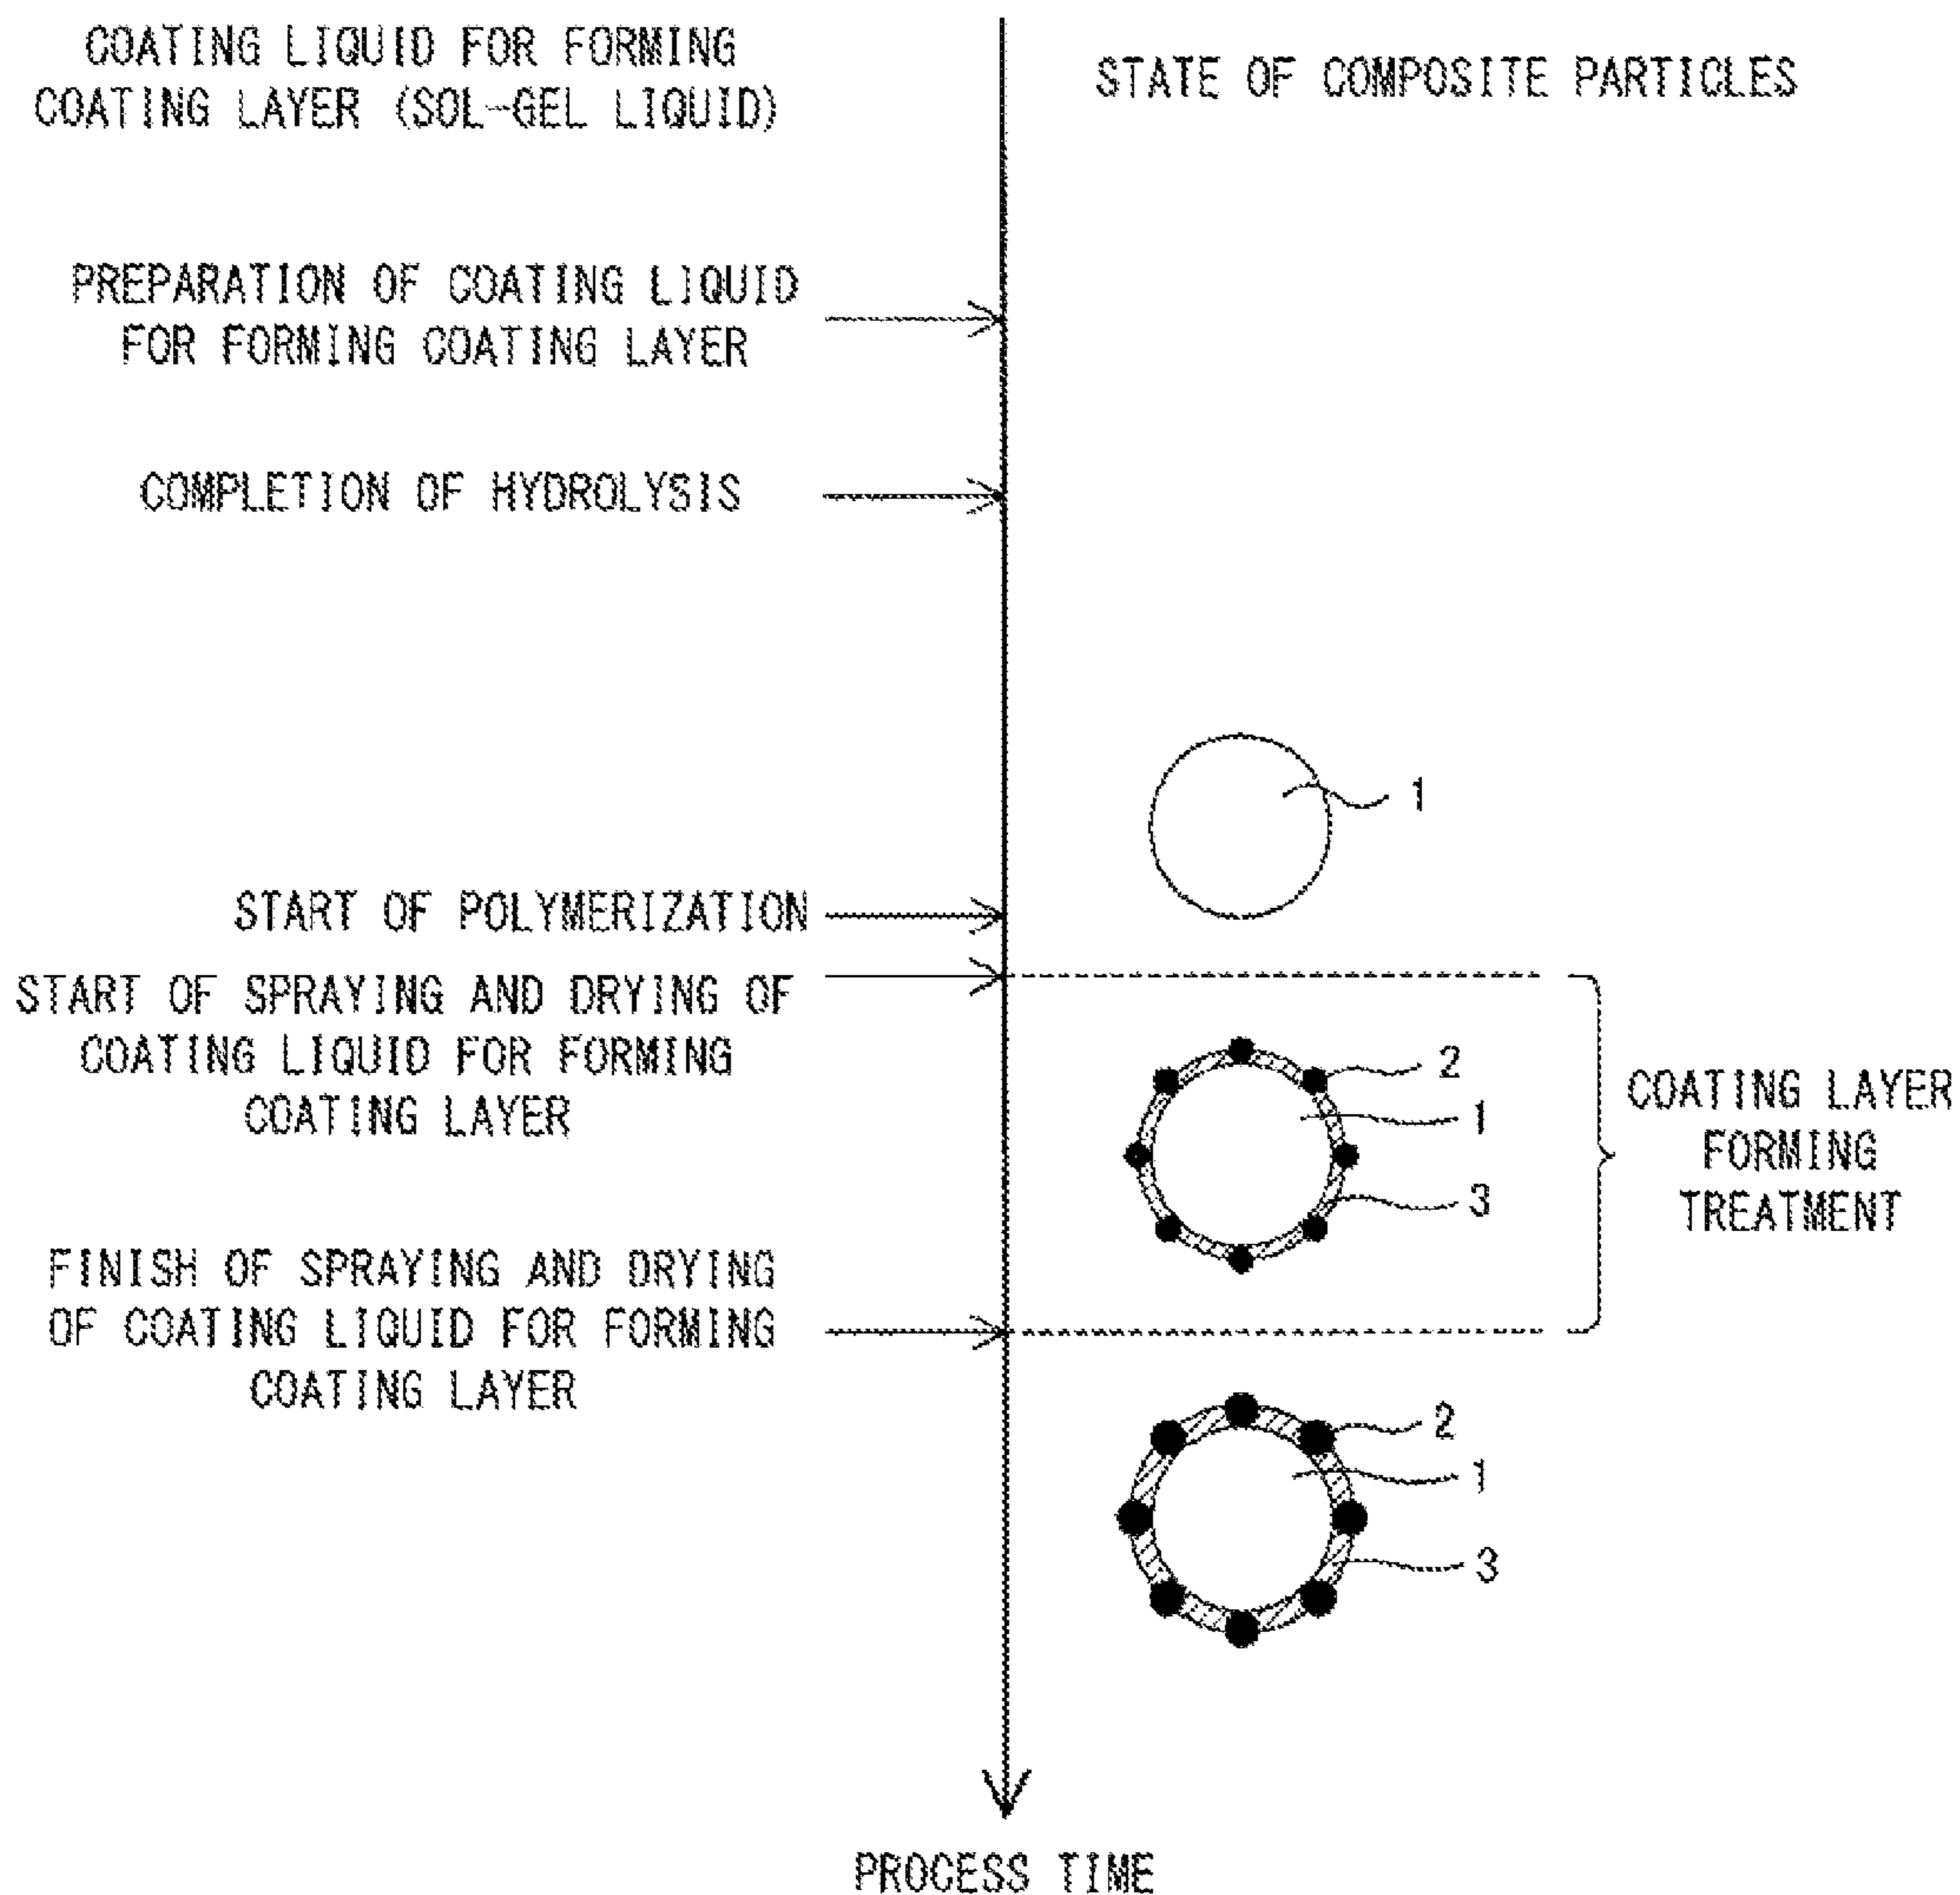 COATING LIQUID FOR FORMING
COATING LAYER (SOL-GEL LIQUID)
STATE OF COMPOSITE PARTICLES
PREPARATION OF COATING LIQUID
FOR FORMING COATING LAYER
COMPLETION OF HYDROLYSIS
1
START OF POLYMERIZATION
START OF SPRAYING AND DRYING OF
COATING LIQUID FOR FORMING
COATING LAYER
2
1
3
COATING LAYER
FORMING
TREATMENT
FINISH OF SPRAYING AND DRYING
OF COATING LIQUID FOR FORMING
COATING LAYER
2
1
3
PROCESS TIME